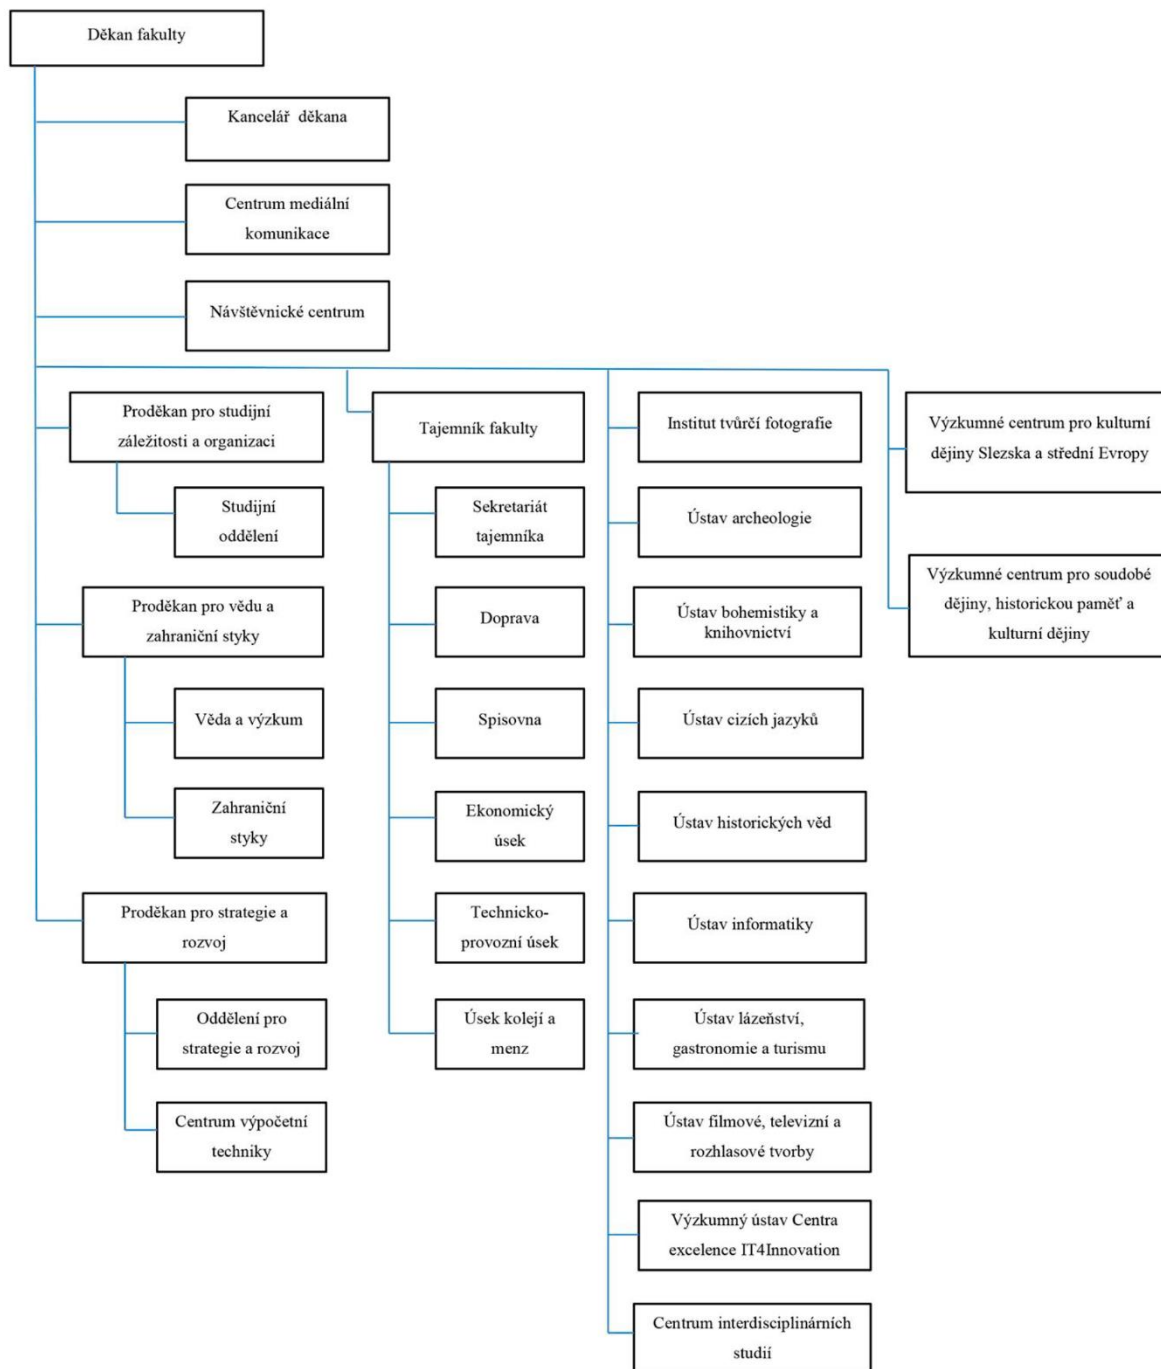 Děkan fakulty
Kancelář děkana
Centrum mediální
komunikace
Návštěvnické centrum
Proděkan pro studijní
záležitosti a organizaci
Studijní
oddělení
Proděkan pro vědu a
zahraniční styky
Věda a výzkum
Zahraniční
styky
Proděkan pro strategie a
rozvoj
Oddělení pro
strategie a rozvoj
Centrum výpočetní
techniky
Tajemník fakulty
Sekretariát
tajemníka
Doprava
Spisovna
Ekonomický
úsek
Technicko-
provozní úsek
Úsek kolejí a
menz
Institut tvůrčí fotografie
Ústav archeologie
Ústav bohemistiky a
knihovnictví
Ústav cizích jazyků
Ústav historických věd
Ústav informatiky
Ústav lázeňství,
gastronomie a turismu
Ústav filmové, televizní a
rozhlasové tvorby
Výzkumný ústav Centra
excelence IT4Innovation
Centrum interdisciplinárních
studií
Výzkumné centrum pro kulturní
dějiny Slezska a střední Evropy
Výzkumné centrum pro soudobé
dějiny, historickou paměť a
kulturní dějiny